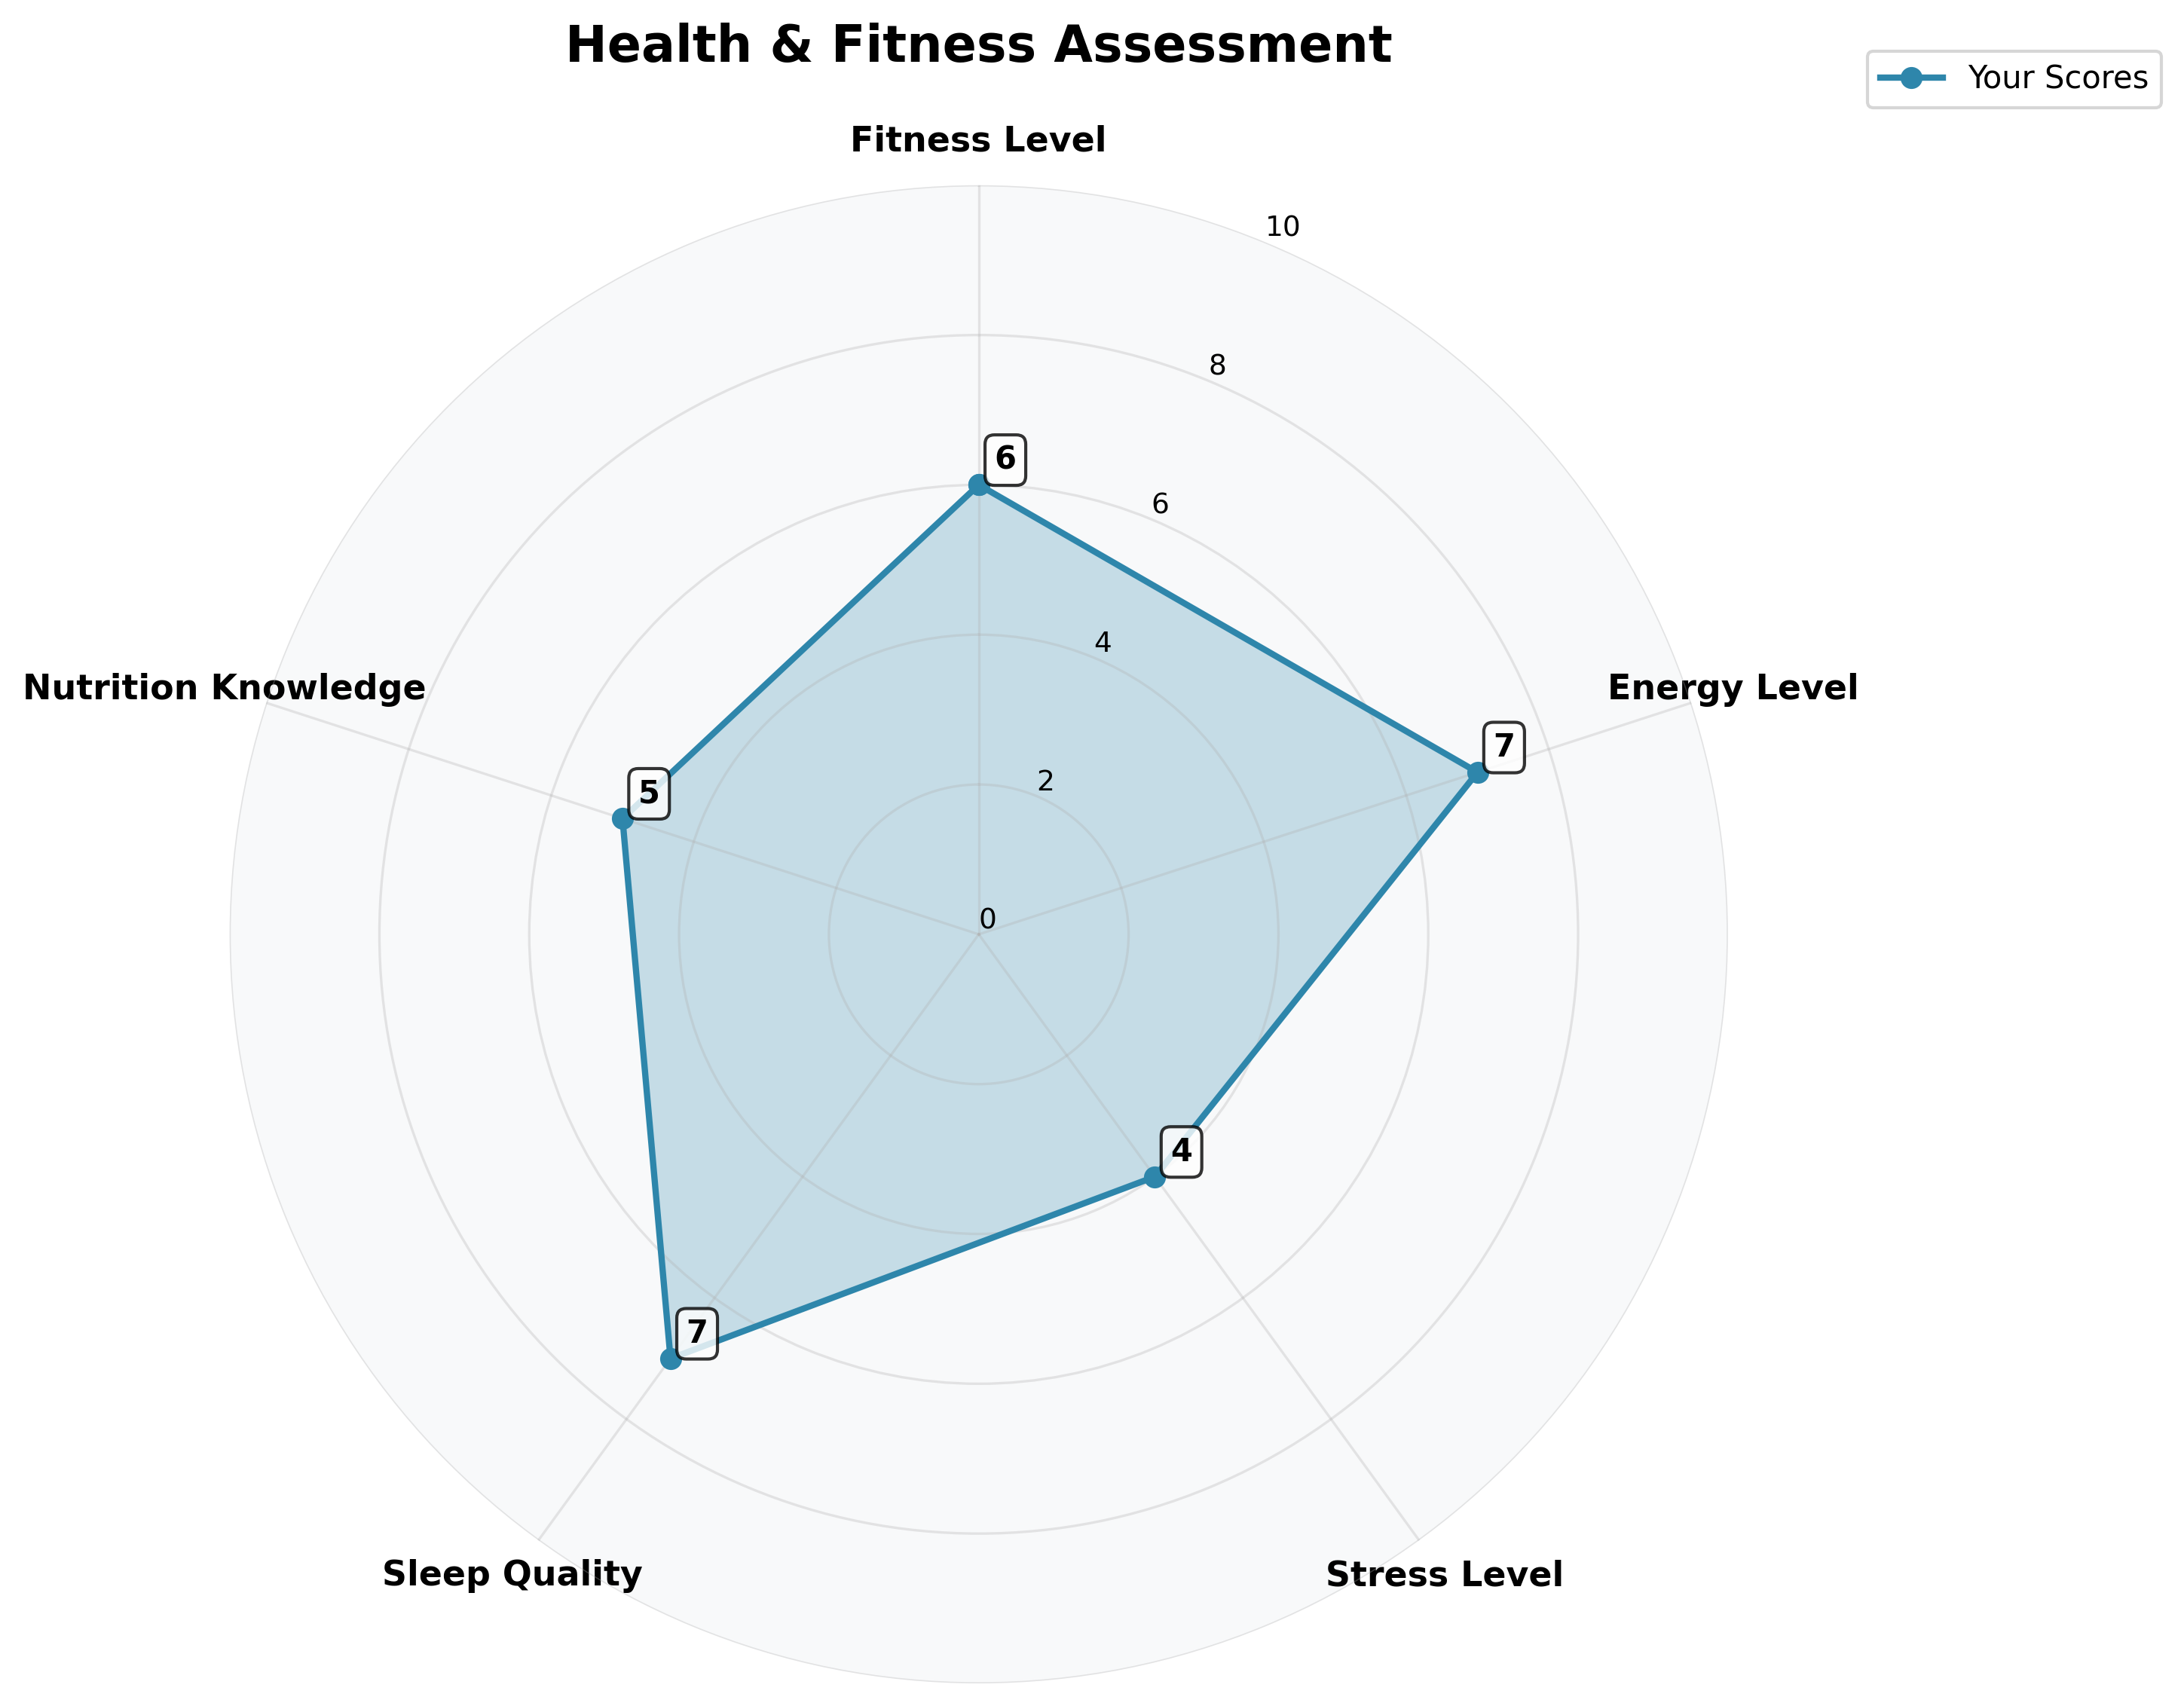 Health & Fitness Assessment
Your Scores
Fitness Level
10
8
6
6
4
Nutrition Knowledge
Energy Level
7
5
2
0
4
7
Sleep Quality
Stress Level